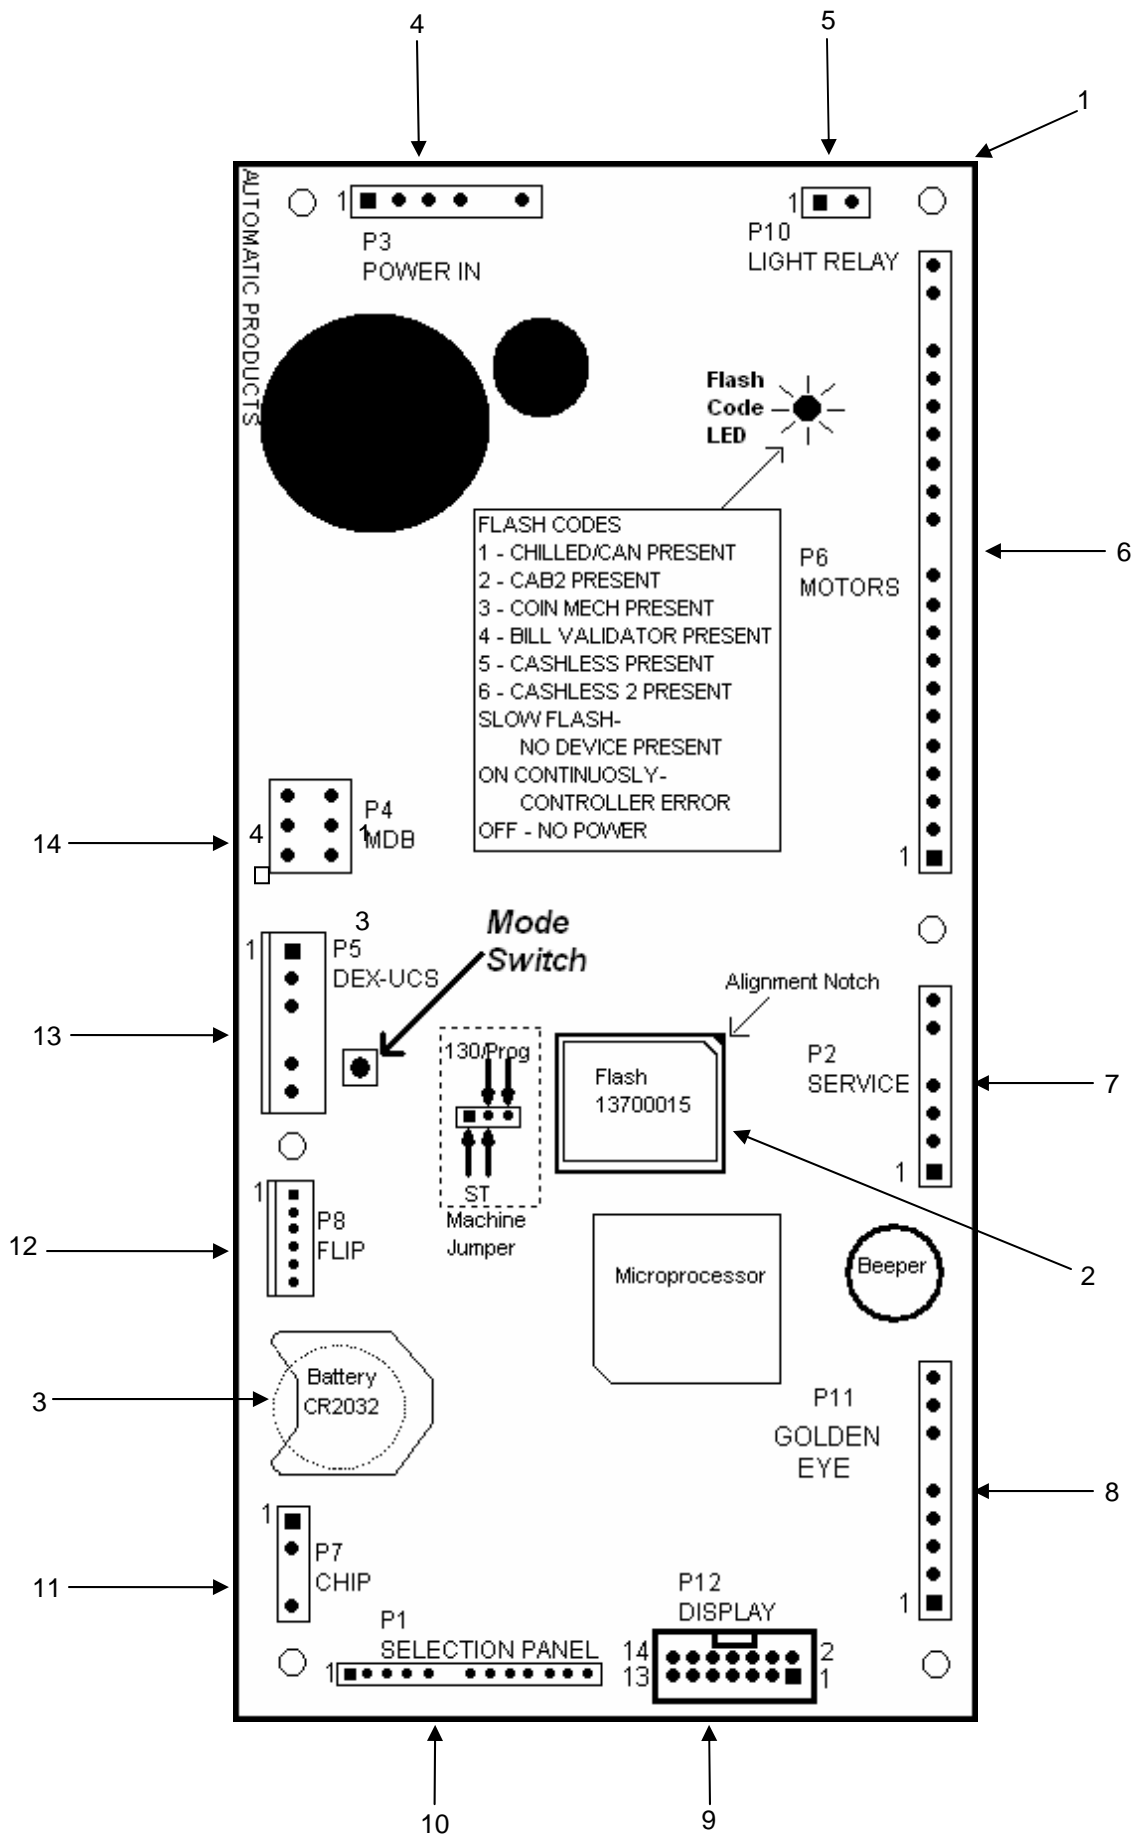 4
5
1
AUTOMATIC PRODUCTS
1
P3
POWER IN
1
P10
LIGHT RELAY
Flash
Code
LED
FLASH CODES
1 - CHILLED/CAN PRESENT
2 - CAB2 PRESENT
3 - COIN MECH PRESENT
4 - BILL VALIDATOR PRESENT
5 - CASHLESS PRESENT
6 - CASHLESS 2 PRESENT
SLOW FLASH-
NO DEVICE PRESENT
ON CONTINUOSLY-
CONTROLLER ERROR
OFF - NO POWER
P6
MOTORS
1
6
14
4
1
P4
MDB
3
1
P5
DEX-UCS
13
Mode
Switch
130/Prog
ST
Machine
Jumper
Alignment Notch
Flash
13700015
P2
SERVICE
1
7
12
1
P8
FLIP
Microprocessor
Beeper
2
3
Battery
CR2032
P11
GOLDEN
EYE
1
8
11
1
P7
CHIP
P1
SELECTION PANEL
1
P12
DISPLAY
14
13
2
1
10
9